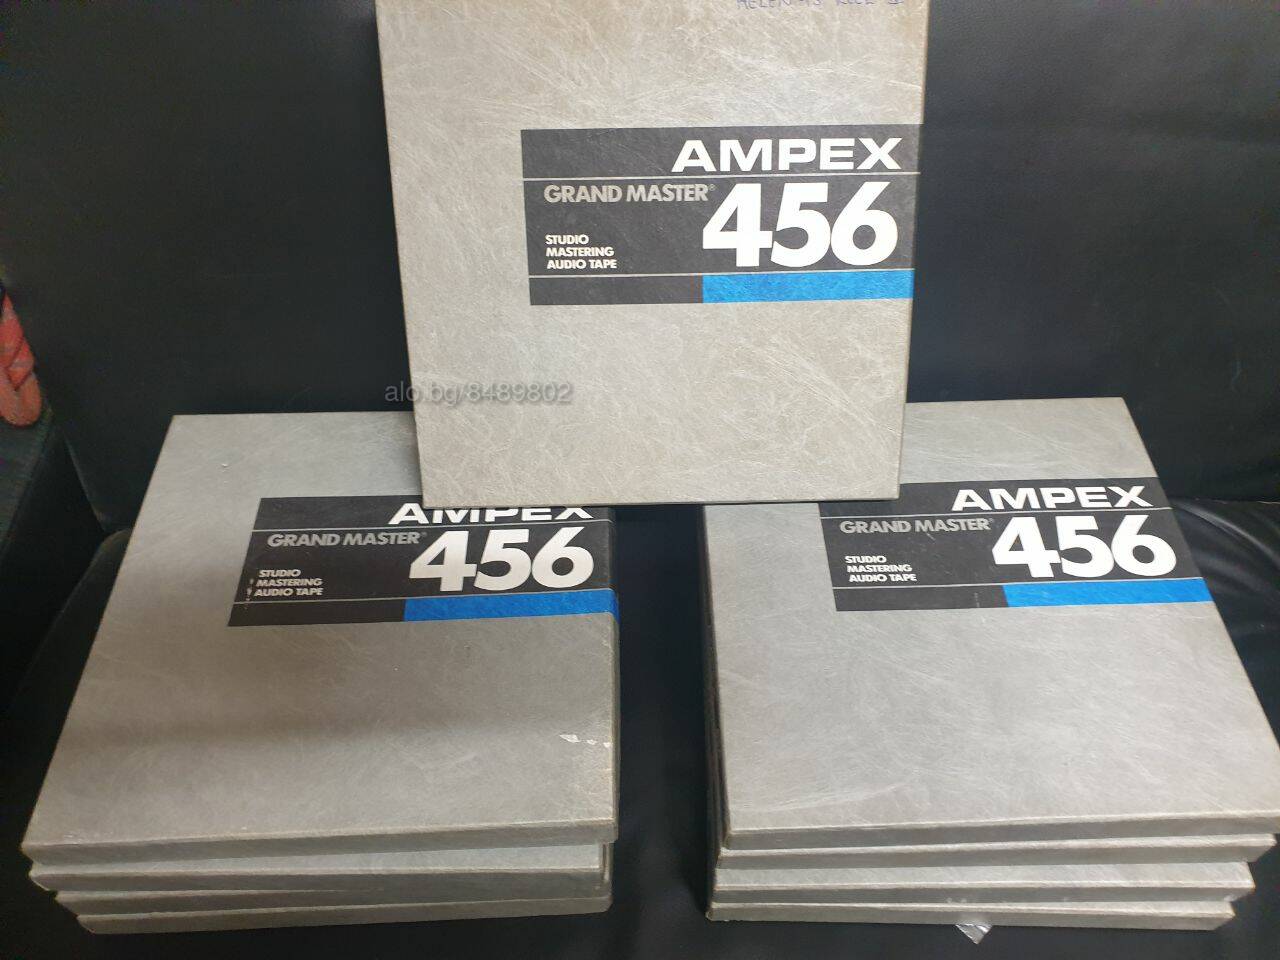 AMPEX
GRAND MASTER®
456
STUDIO
MASTERING
AUDIO TAPE
alo.bg/8489802
AMPEX
GRAND MASTER®
456
STUDIO
MASTERING
AUDIO TAPE
AMPEX
GRAND MASTER®
456
STUDIO
MASTERING
AUDIO TAPE